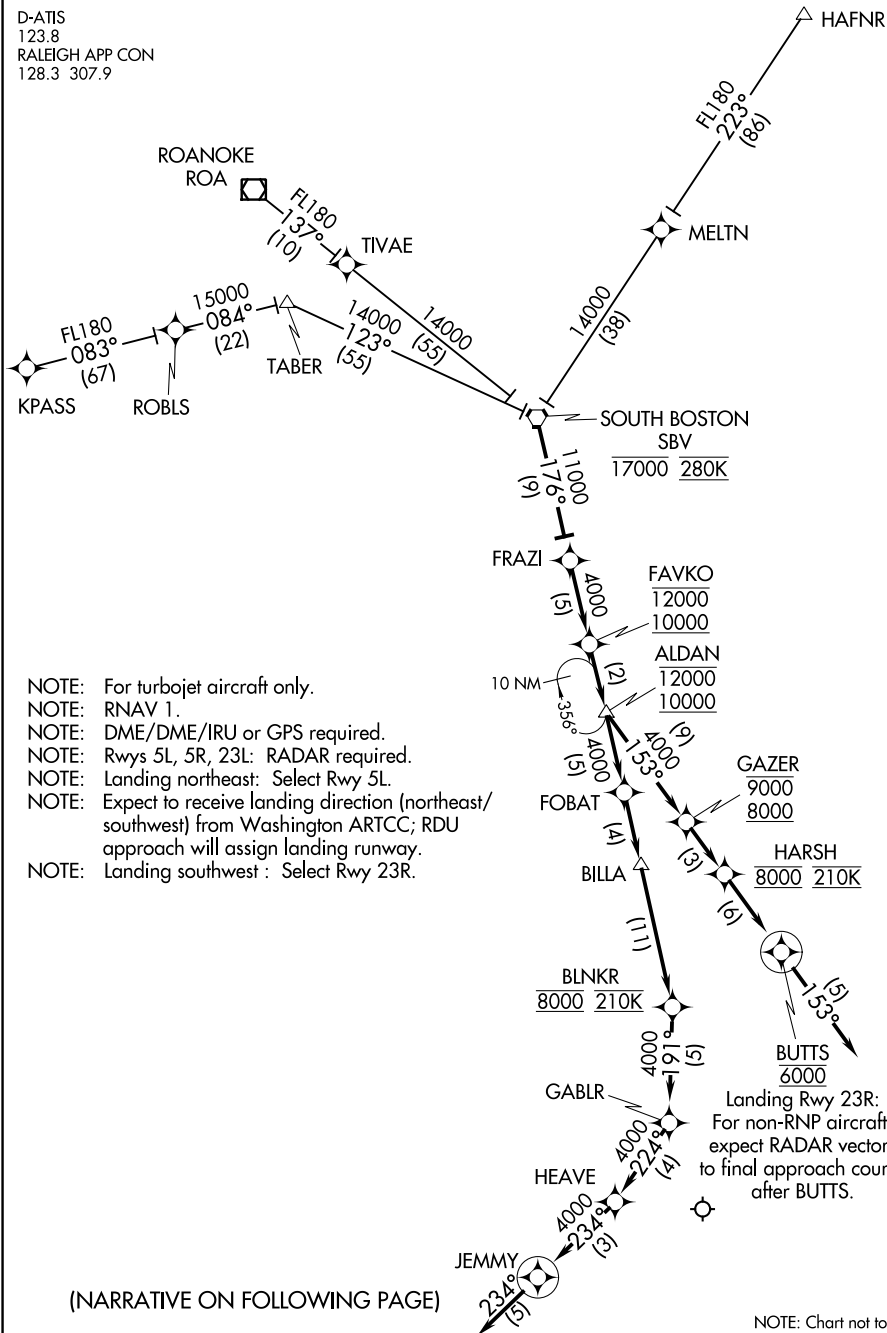 D-ATIS
123.8
RALEIGH APP CON
128.3 307.9
HAFNR
FL180
223°
(86)
ROANOKE
ROA
FL180
137°
(10)
TIVAE
MELTN
14000
(38)
14000
(55)
15000
084°
(22)
FL180
083°
(67)
14000
123°
(55)
TABER
KPASS
ROBLS
SOUTH BOSTON
SBV
17000 280K
11000
176°
(9)
FRAZI
4000
(5)
FAVKO
12000
10000
(2)
ALDAN
12000
10000
10 NM
356°
4000
(5)
(9)
4000
153°
GAZER
9000
8000
FOBAT
(4)
(3)
HARSH
8000 210K
BILLA
(6)
(11)
NOTE: For turbojet aircraft only.
NOTE: RNAV 1.
NOTE: DME/DME/IRU or GPS required.
NOTE: Rwys 5L, 5R, 23L: RADAR required.
NOTE: Landing northeast: Select Rwy 5L.
NOTE: Expect to receive landing direction (northeast/
southwest) from Washington ARTCC; RDU
approach will assign landing runway.
NOTE: Landing southwest : Select Rwy 23R.
BLNKR
8000 210K
(5)
153°
4000
191°
(5)
BUTTS
6000
Landing Rwy 23R:
For non-RNP aircraft
expect RADAR vector
to final approach cour
after BUTTS.
GABLR
4000
224°
(4)
HEAVE
4000
234°
(3)
JEMMY
234°
(5)
(NARRATIVE ON FOLLOWING PAGE)
NOTE: Chart not to